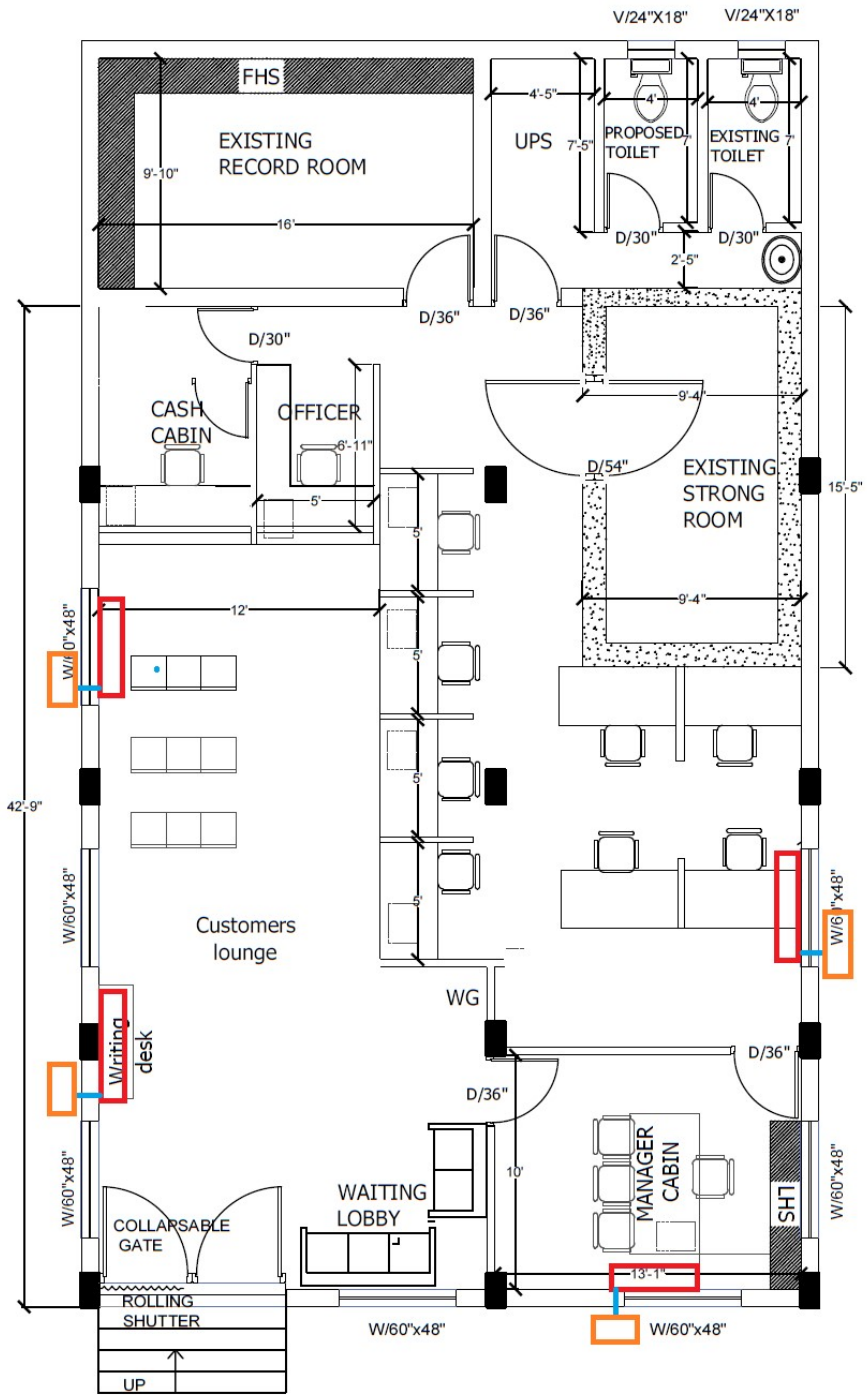 V/24"X18"
V/24"X18"
FHS
4'-5"
4'
4'
EXISTING
RECORD ROOM
UPS
7'-5"
PROPOSED
TOILET
7'
EXISTING
TOILET
7'
9'-10"
16'
D/30"
D/30"
2'-5"
D/36"
D/36"
D/30"
9'-4"
CASH
CABIN
OFFICER
6'-11"
D/54"
EXISTING
STRONG
ROOM
15'-5"
5'
5'
12'
9'-4"
W/60"x48"
5'
5'
42'-9"
W/60"x48"
5'
W/60"x48"
Customers
lounge
WG
Writing
desk
D/36"
D/36"
10'
W/60"x48"
MANAGER
CABIN
LHS
W/60"x48"
WAITING
LOBBY
COLLAPSABLE
GATE
13'-1"
ROLLING
SHUTTER
W/60"x48"
W/60"x48"
UP